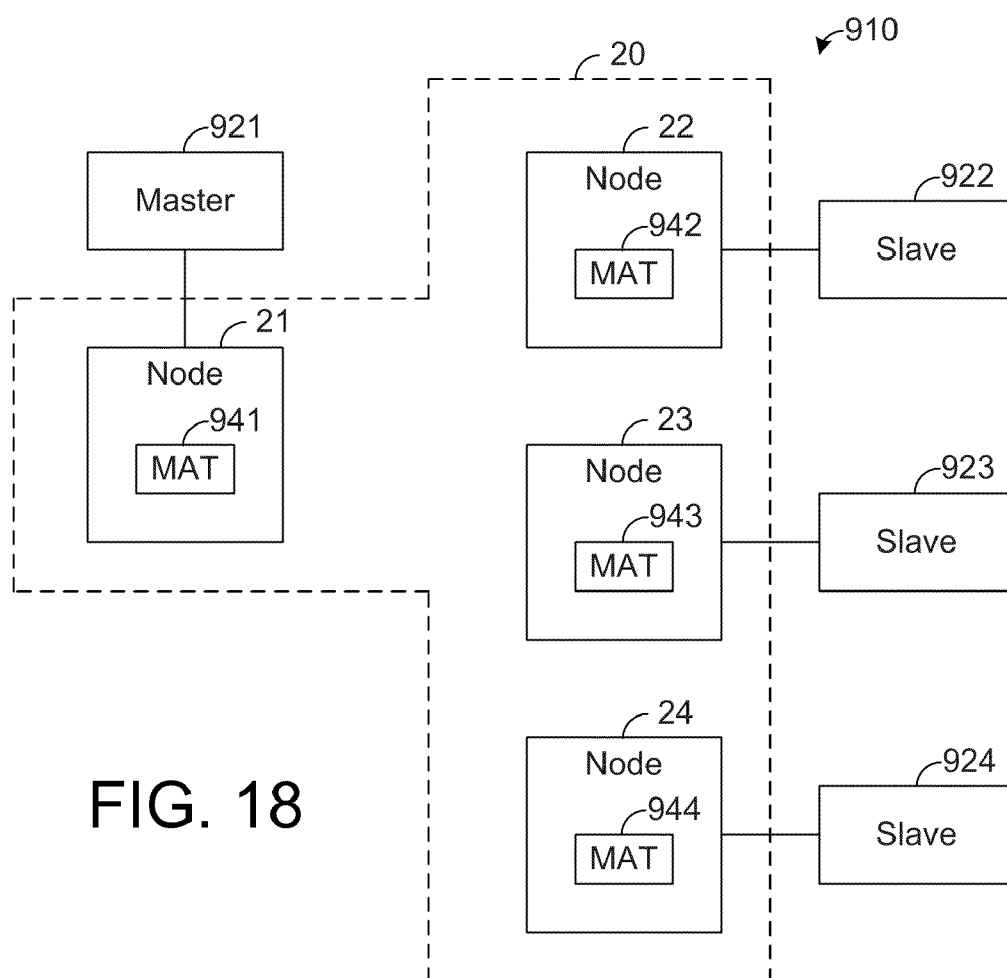 910
20
921
Master
22
Node
942
MAT
922
Slave
21
Node
941
MAT
23
Node
943
MAT
923
Slave
24
Node
944
MAT
924
Slave
FIG. 18